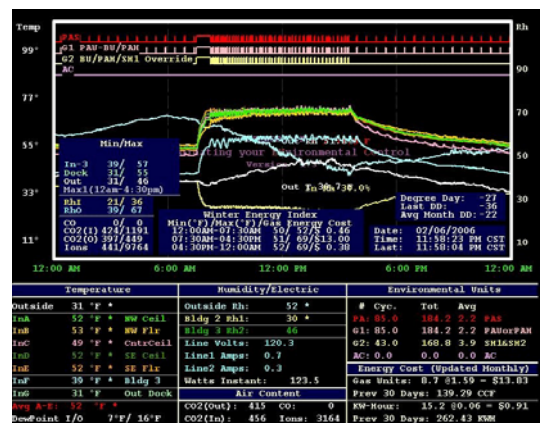 Temp Rh
PAS
99° G1 PAU-BU/PAH
G2 BU/PAM/SM1 Override 90
AC
77°
70
55° Min/Max
ting your Environmental Control
In-3 39/ 57
Dock 31/ 55
Out 31/ 46
Max1(12am-4:30pm)
50
33° RhI 21/ 36
RhO 39/ 67
CO 0/ 0
CO2(I) 424/1191
CO2(O) 397/449
Ions 441/9764
30
Degree Day: -27
Last DD: -36
Avg Month DD: -22
Winter Energy Index
Min(°F)/Max(°F)/Gas Energy Cost
12:00AM-07:30AM 50/ 52/$ 0.46
07:30AM-04:30PM 51/ 69/$13.00
04:30PM-12:00AM 52/ 69/$ 0.38
Date: 02/06/2006
Time: 11:58:23 PM CST
Last: 11:58:04 PM CST
11° 10
12:00 AM 6:00 AM 12:00 PM 6:00 PM 12:00 AM
Temperature
Outside 31 °F *
InA 52 °F * NW Ceil
InB 53 °F * NW Flr
InC 49 °F * CntrCeil
InD 52 °F * SE Ceil
InE 52 °F * SE Flr
InF 39 °F * Bldg 3
InG 31 °F Out Dock
Avg A-E: 52 °F *
DewPoint I/O 7°F/ 16°F
Humidity/Electric
Outside Rh: 52 *
Bldg 2 Rh1: 30 *
Bldg 3 Rh2: 46
Line Volts: 120.3
Line1 Amps: 0.7
Line2 Amps: 0.3
Watts Instant: 123.5
Air Content
CO2(Out): 415 CO: 0
CO2(In): 456 Ions: 3164
Environmental Units
# Cyc. Tot Avg
PA: 85.0 184.2 2.2 PAS
G1: 85.0 184.2 2.2 PAUorPAH
G2: 43.0 168.8 3.9 SM1&SM2
AC: 0.0 0.0 0.0 AC
Energy Cost (Updated Monthly)
Gas Units: 8.7 @1.59 = $13.83
Prev 30 Days: 139.29 CCF
KW-Hour: 15.2 @0.06 = $0.91
Prev 30 Days: 262.43 KWH